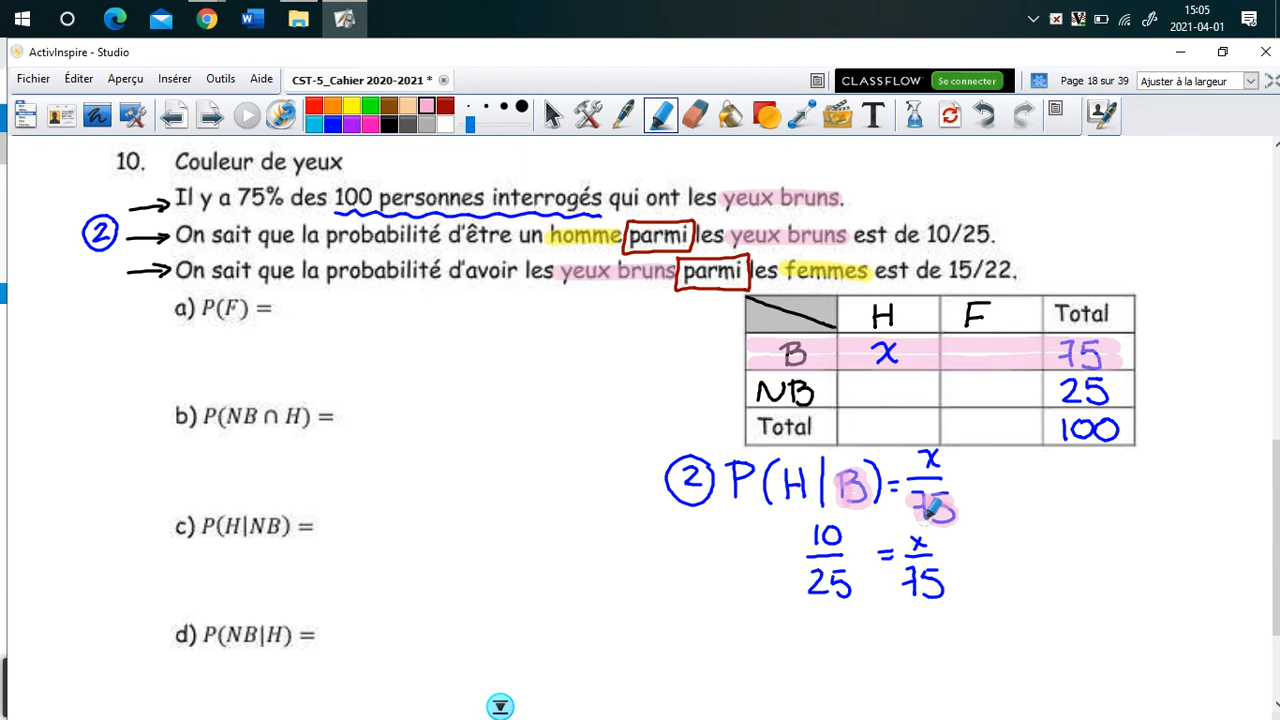 15:05
2021-04-01
ActivInspire - Studio
Fichier Éditer Aperçu Insérer Outils Aide CST-5_Cahier 2020-2021 * CLASSFLOW Se connecter Page 18 sur 39 Ajuster à la largeur
10. Couleur de yeux
Il y a 75% des 100 personnes interrogés qui ont les yeux bruns.
② On sait que la probabilité d'être un homme parmi les yeux bruns est de 10/25.
On sait que la probabilité d'avoir les yeux bruns parmi les femmes est de 15/22.
a) P(F) =
H F Total
B x 75
NB 25
Total 100
b) P(NB ∩ H) =
② P(H|B) = x/75
10/25 = x/75
c) P(H|NB) =
d) P(NB|H) =